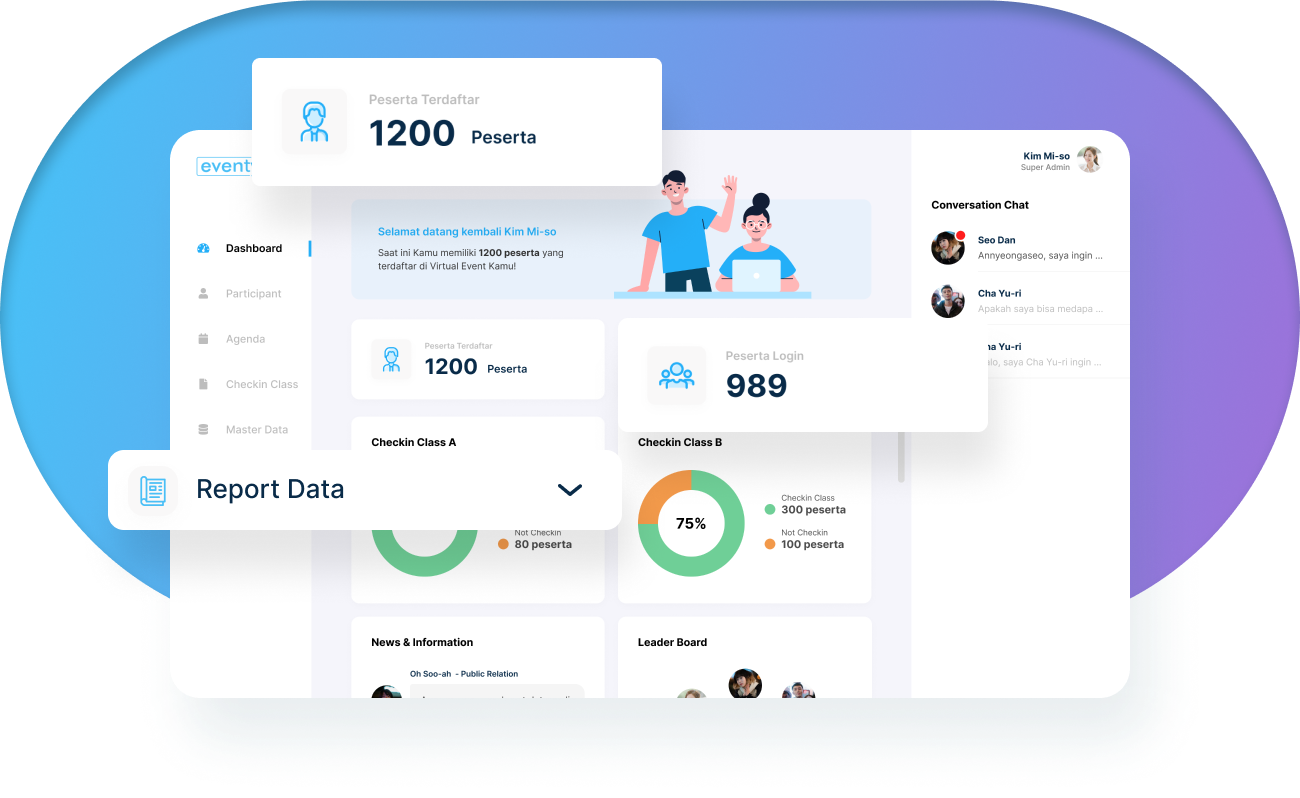 Peserta Terdaftar
1200 Peserta
event
Kim Mi-so
Super Admin
Conversation Chat
Selamat datang kembali Kim Mi-so
Saat ini Kamu memiliki 1200 peserta yang
terdaftar di Virtual Event Kamu!
Dashboard
Participant
Agenda
Checkin Class
Master Data
Seo Dan
Annyeongaseo, saya ingin ...
Cha Yu-ri
Apakah saya bisa medapa ...
ha Yu-ri
alo, saya Cha Yu-ri ingin ...
Peserta Terdaftar
1200 Peserta
Peserta Login
989
Checkin Class A
Checkin Class B
Report Data
Not Checkin
80 peserta
75%
Checkin Class
300 peserta
Not Checkin
100 peserta
News & Information
Oh Soo-ah - Public Relation
Leader Board